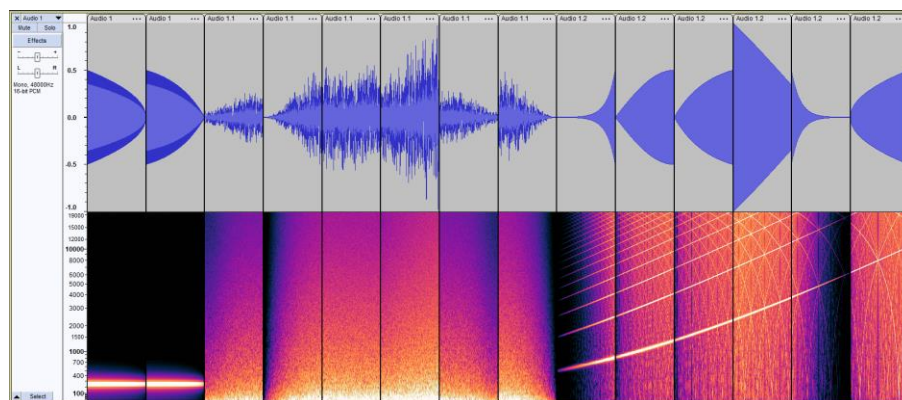 × Audio 1 ▼
Audio 1 ... Audio 1 ... Audio 1.1 ... Audio 1.1 ... Audio 1.1 ... Audio 1.1 ... Audio 1.1 ... Audio 1.1 ... Audio 1.2 ... Audio 1.2 ... Audio 1.2 ... Audio 1.2 ... Audio 1.2 ... Audio 1.2 ...
Mute Solo
Effects
- +
L R
Mono, 48000Hz
16-bit PCM
1.0
0.5
0.0
-0.5
-1.0
19000
15000
12000
10000
8000
6000
5000
4000
3000
2000
1500
1000
700
400
100
▲ Select